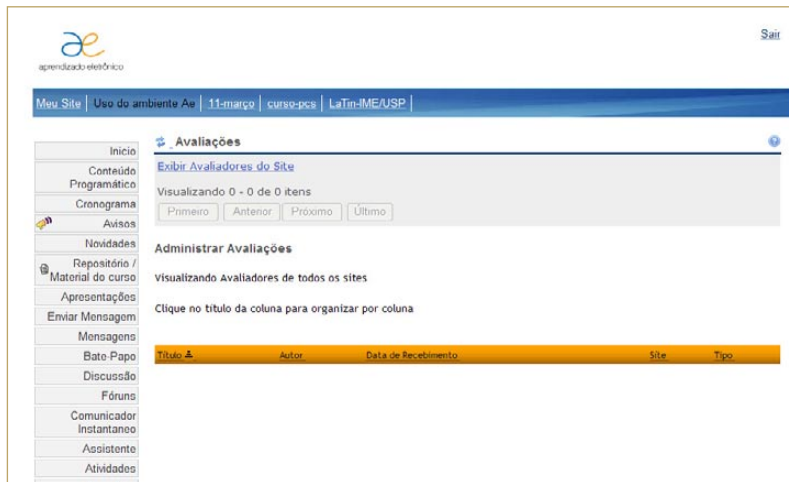 Sair
ae
aprendizado eletrônico
Meu Site | Uso do ambiente Ae | 11-março | curso-pcs | LaTin-IME/USP |
Inicio
Conteúdo
Programático
Cronograma
Avisos
Novidades
Repositório /
Material do curso
Apresentações
Enviar Mensagem
Mensagens
Bate-Papo
Discussão
Fóruns
Comunicador
Instantaneo
Assistente
Atividades
Avaliações
Exibir Avaliadores do Site
Visualizando 0 - 0 de 0 itens
Primeiro Anterior Próximo Último
Administrar Avaliações
Visualizando Avaliadores de todos os sites
Clique no título da coluna para organizar por coluna
Título Autor Data de Recebimento Site Tipo